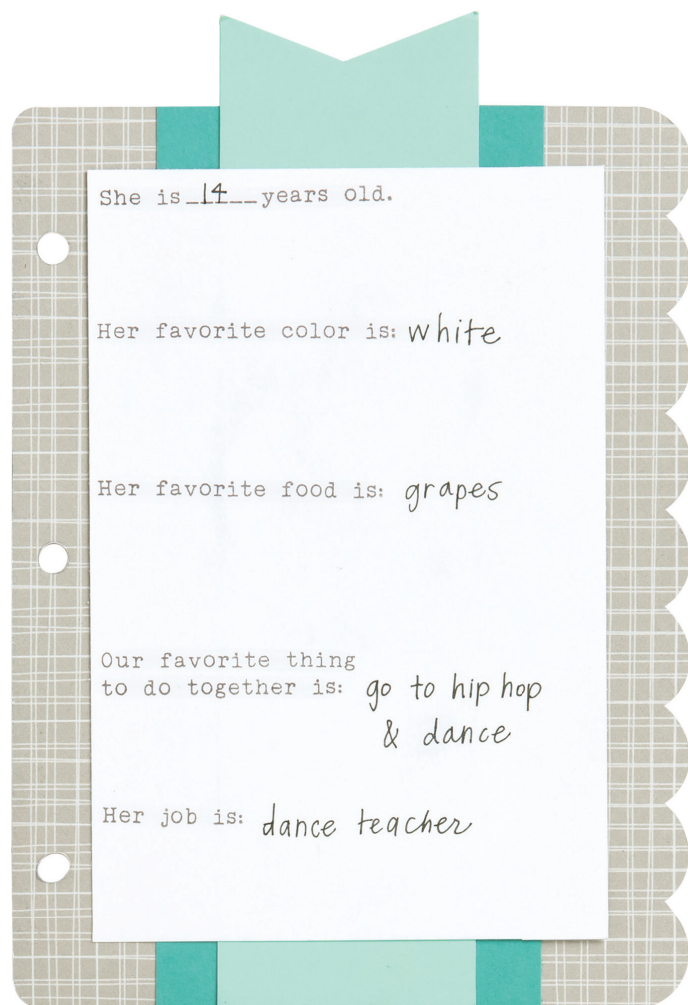 She is 14 years old.
Her favorite color is: white
Her favorite food is: grapes
Our favorite thing
to do together is: go to hip hop
& dance
Her job is: dance teacher